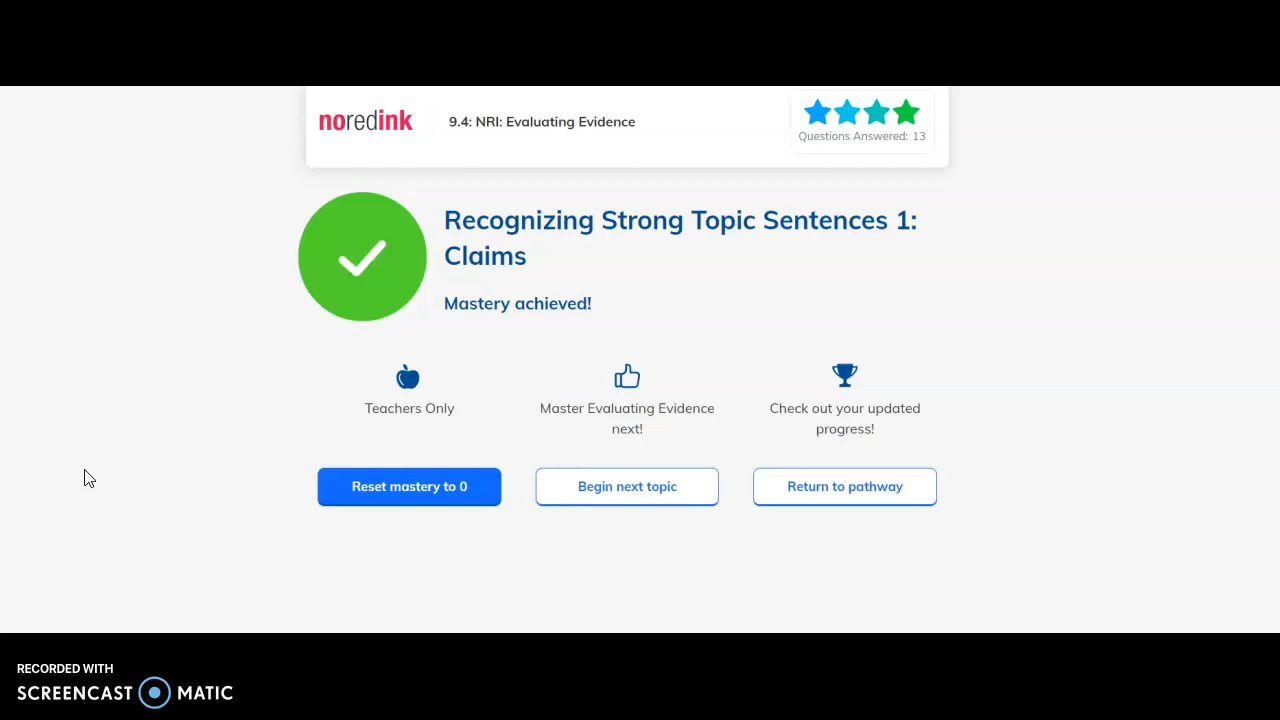 noredink
9.4: NRI: Evaluating Evidence
Questions Answered: 13
Recognizing Strong Topic Sentences 1:
Claims
Mastery achieved!
Teachers Only
Master Evaluating Evidence
next!
Check out your updated
progress!
Reset mastery to 0
Begin next topic
Return to pathway
RECORDED WITH
SCREENCAST MATIC